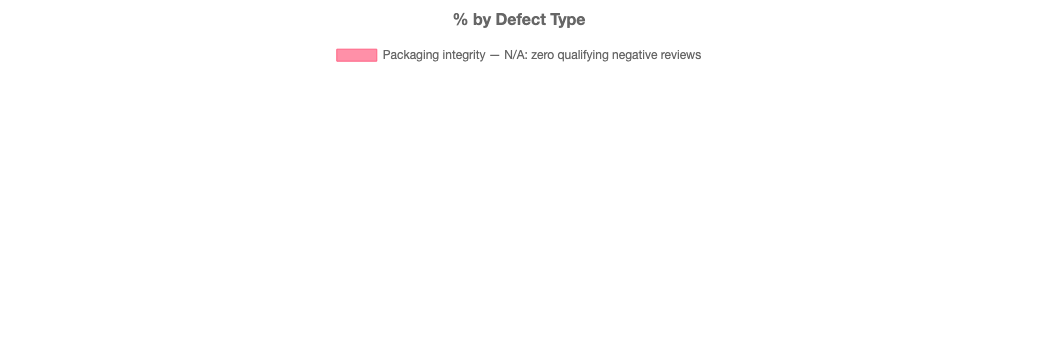 % by Defect Type
Packaging integrity — N/A: zero qualifying negative reviews